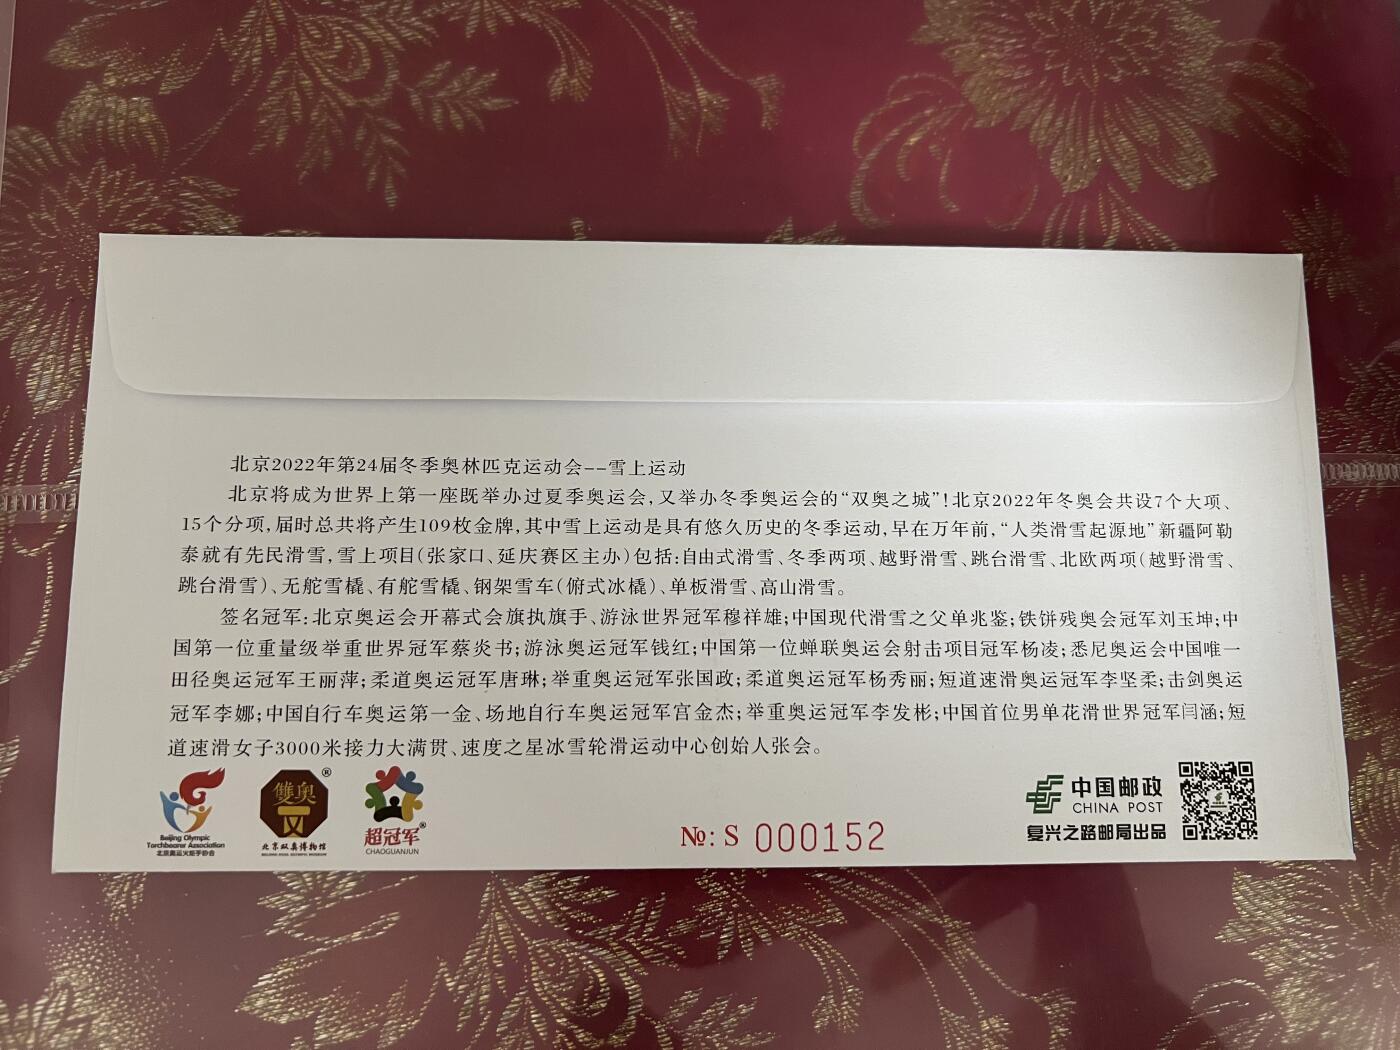 北京2022年第24届冬季奥林匹克运动会--雪上运动
北京将成为世界上第一座既举办过夏季奥运会,又举办冬季奥运会的“双奥之城”!北京2022年冬奥会共设7个大项、
15个分项,届时总共将产生109枚金牌,其中雪上运动是具有悠久历史的冬季运动,早在万年前,“人类滑雪起源地”新疆阿勒
泰就有先民滑雪,雪上项目(张家口、延庆赛区主办)包括:自由式滑雪、冬季两项、越野滑雪、跳台滑雪、北欧两项(越野滑雪、
跳台滑雪)、无舵雪橇、有舵雪橇、钢架雪车(俯式冰橇)、单板滑雪、高山滑雪。
签名冠军:北京奥运会开幕式会旗执旗手、游泳世界冠军穆祥雄;中国现代滑雪之父单兆鉴;铁饼残奥会冠军刘玉坤;中
国第一位重量级举重世界冠军蔡炎书;游泳奥运冠军钱红;中国第一位蝉联奥运会射击项目冠军杨凌;悉尼奥运会中国唯一
田径奥运冠军王丽萍;柔道奥运冠军唐琳;举重奥运冠军张国政;柔道奥运冠军杨秀丽;短道速滑奥运冠军李坚柔;击剑奥运
冠军李娜;中国自行车奥运第一金、场地自行车奥运冠军宫金杰;举重奥运冠军李发彬;中国首位男单花滑世界冠军闫涵;短
道速滑女子3000米接力大满贯、速度之星冰雪轮滑运动中心创始人张会。
Beijing Olympic
Torchbearer Association
北京奥运火炬手协会
雙奥
®
北京双奥博物馆
超冠军®
CHAOGUANJUN
№: S 000152
中国邮政
CHINA POST
复兴之路邮局出品